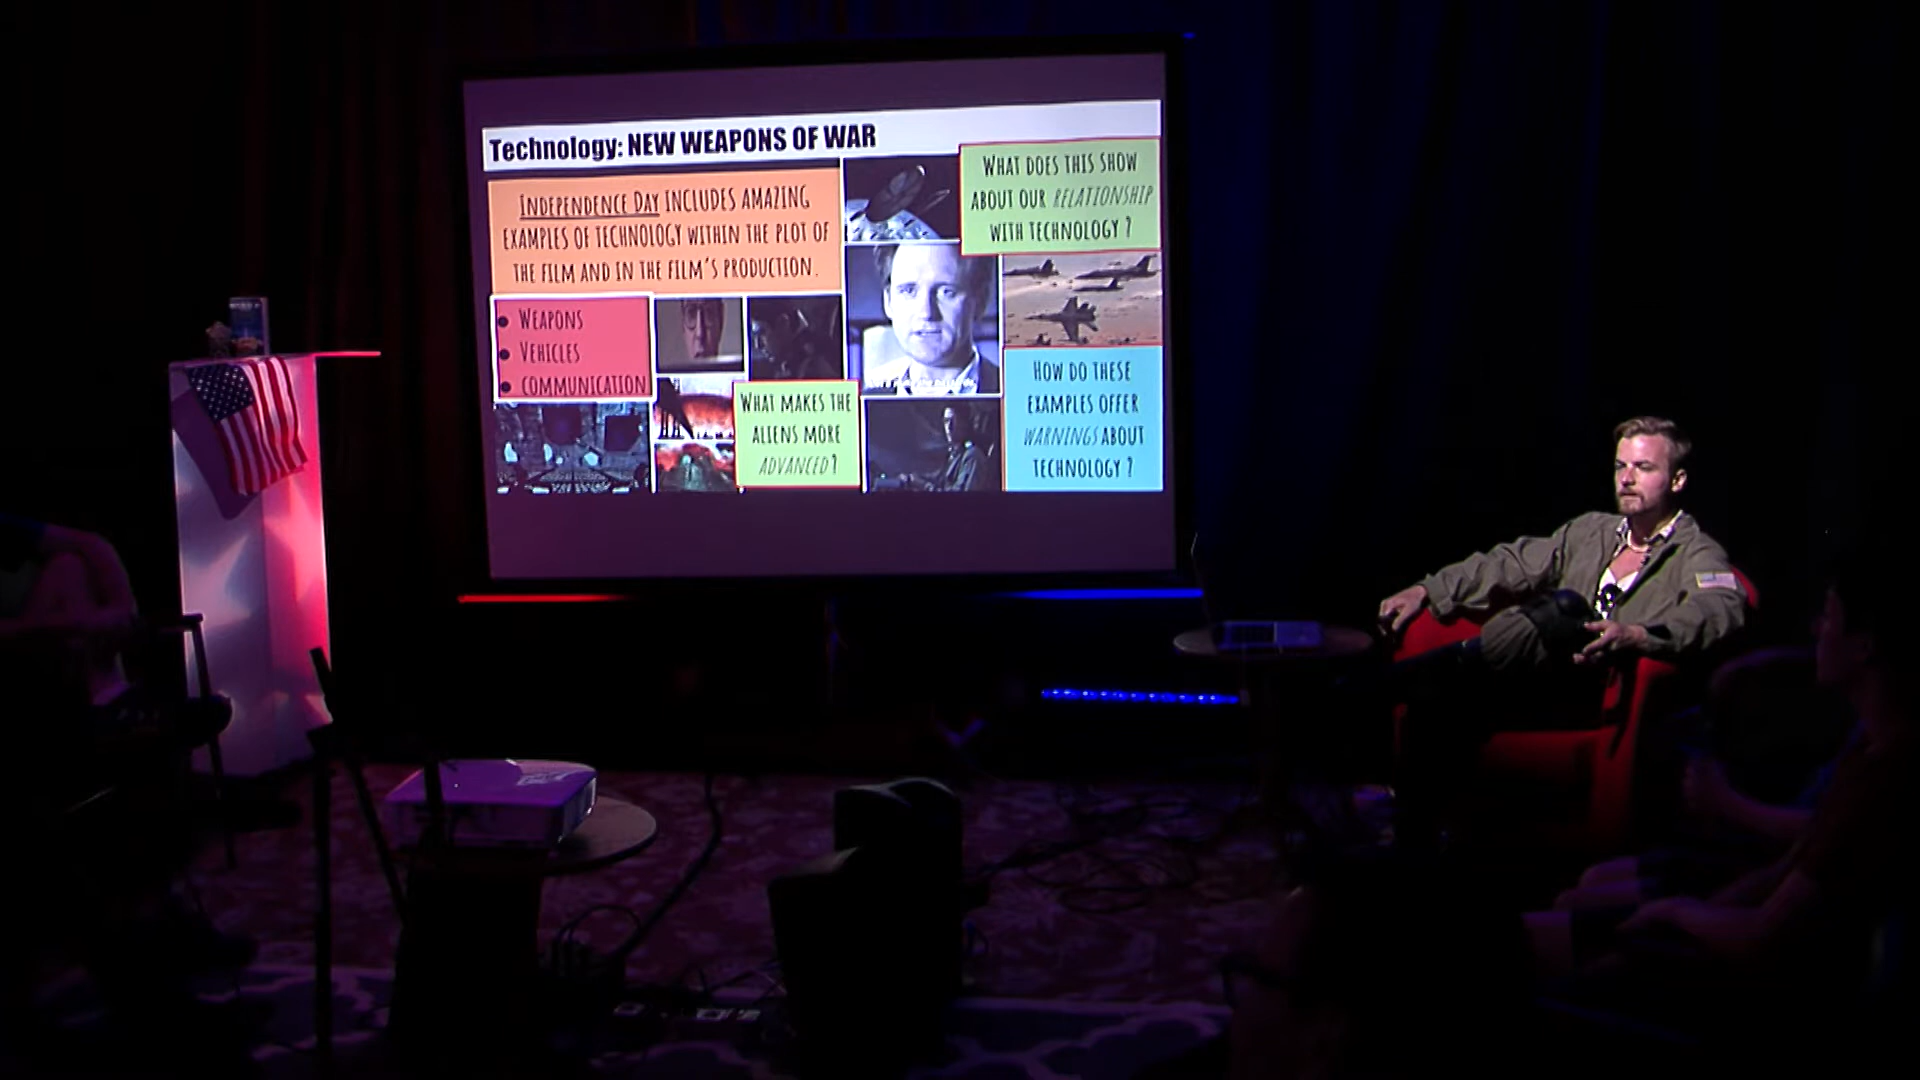 Technology: NEW WEAPONS OF WAR
INDEPENDENCE DAY INCLUDES AMAZING
EXAMPLES OF TECHNOLOGY WITHIN THE PLOT OF
THE FILM AND IN THE FILM'S PRODUCTION.
WHAT DOES THIS SHOW
ABOUT OUR RELATIONSHIP
WITH TECHNOLOGY?
• WEAPONS
• VEHICLES
• COMMUNICATION
WHAT MAKES THE
ALIENS MORE
ADVANCED?
HOW DO THESE
EXAMPLES OFFER
WARNINGS ABOUT
TECHNOLOGY?